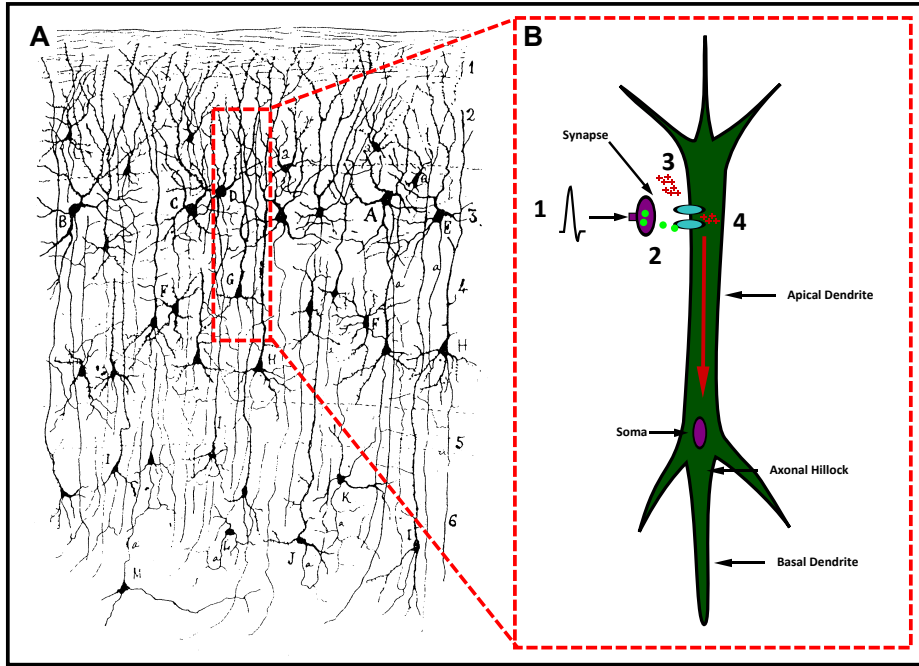 A
B
1
2
3
4
5
6
B
C
D
A
E
G
F
F
H
H
I
I
K
J
I
M
a
a
a
a
a
Synapse
3
1
2
4
Apical Dendrite
Soma
Axonal Hillock
Basal Dendrite